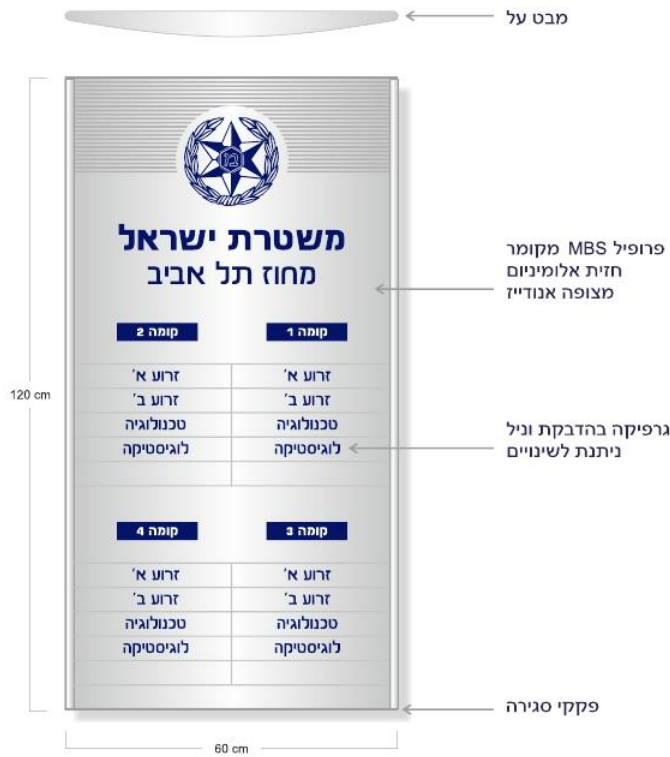 מבט על
משטרת ישראל
מחוז תל אביב
פרופיל MBS מקומר
חזית אלומיניום
מצופה אנודייז
קומה 1
קומה 2
זרוע א׳
זרוע א׳
זרוע ב׳
זרוע ב׳
טכנולוגיה
טכנולוגיה
לוגיסטיקה
לוגיסטיקה
גרפיקה בהדבקת וניל
ניתנת לשינויים
120 cm
קומה 3
קומה 4
זרוע א׳
זרוע א׳
זרוע ב׳
זרוע ב׳
טכנולוגיה
טכנולוגיה
לוגיסטיקה
לוגיסטיקה
פקקי סגירה
60 cm